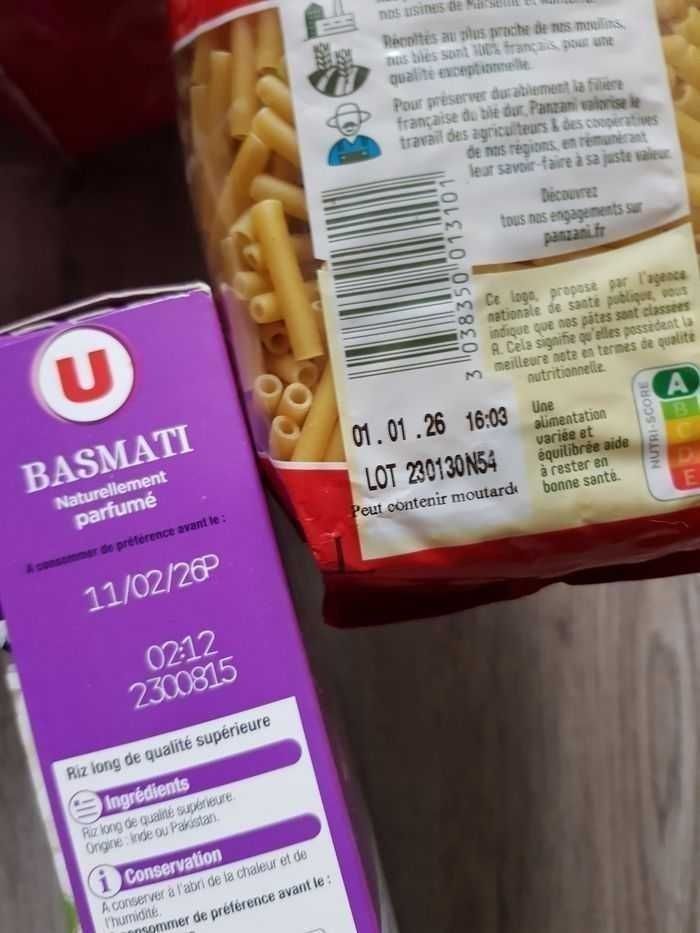 nos usines de Marseille et
Récoltés au plus proche de nos moulins,
nos blés sont 100% français, pour une
qualité exceptionnelle.
Pour préserver durablement la filière
française du blé dur, Panzani valorise le
travail des agriculteurs & des coopératives
de nos régions, en rémunérant
leur savoir-faire à sa juste valeur.
Découvrez
tous nos engagements sur
panzani.fr
3 038350 013101
Ce logo, proposé par l'agence
nationale de santé publique, vous
indique que nos pâtes sont classées
A. Cela signifie qu'elles possèdent la
meilleure note en termes de qualité
nutritionnelle.
01.01.26 16:03
LOT 230130N54
Peut contenir moutarde
Une
alimentation
variée et
équilibrée aide
à rester en
bonne santé.
NUTRI-SCORE
A
B
C
D
E
U
BASMATI
Naturellement
parfumé
A consommer de préférence avant le :
11/02/26P
02:12
2300815
Riz long de qualité supérieure
Ingrédients
Riz long de qualité supérieure.
Origine : Inde ou Pakistan.
i Conservation
A conserver à l'abri de la chaleur et de
l'humidité.
consommer de préférence avant le :